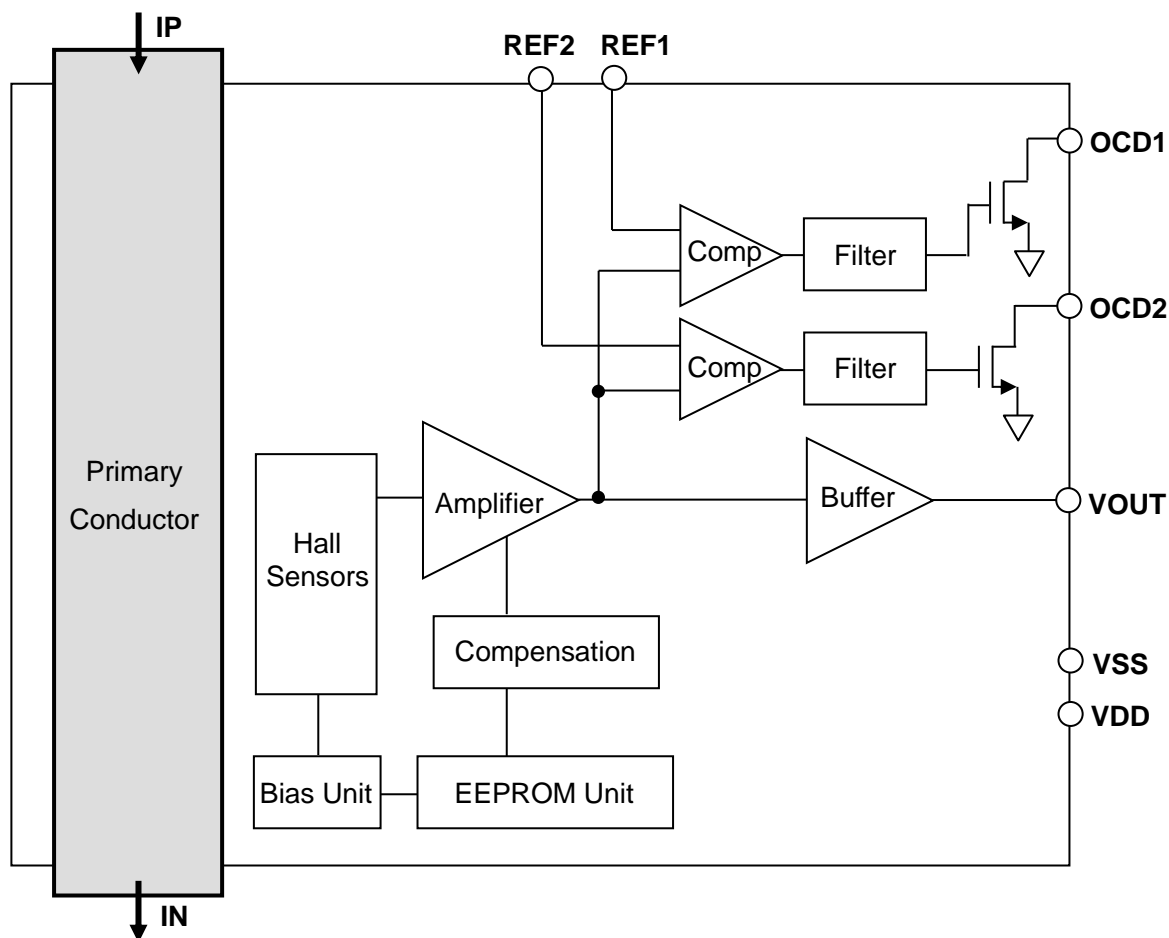 IP
REF2
REF1
OCD1
Comp
Filter
OCD2
Comp
Filter
Primary
Conductor
Hall
Sensors
Amplifier
Buffer
VOUT
Compensation
VSS
VDD
Bias Unit
EEPROM Unit
IN